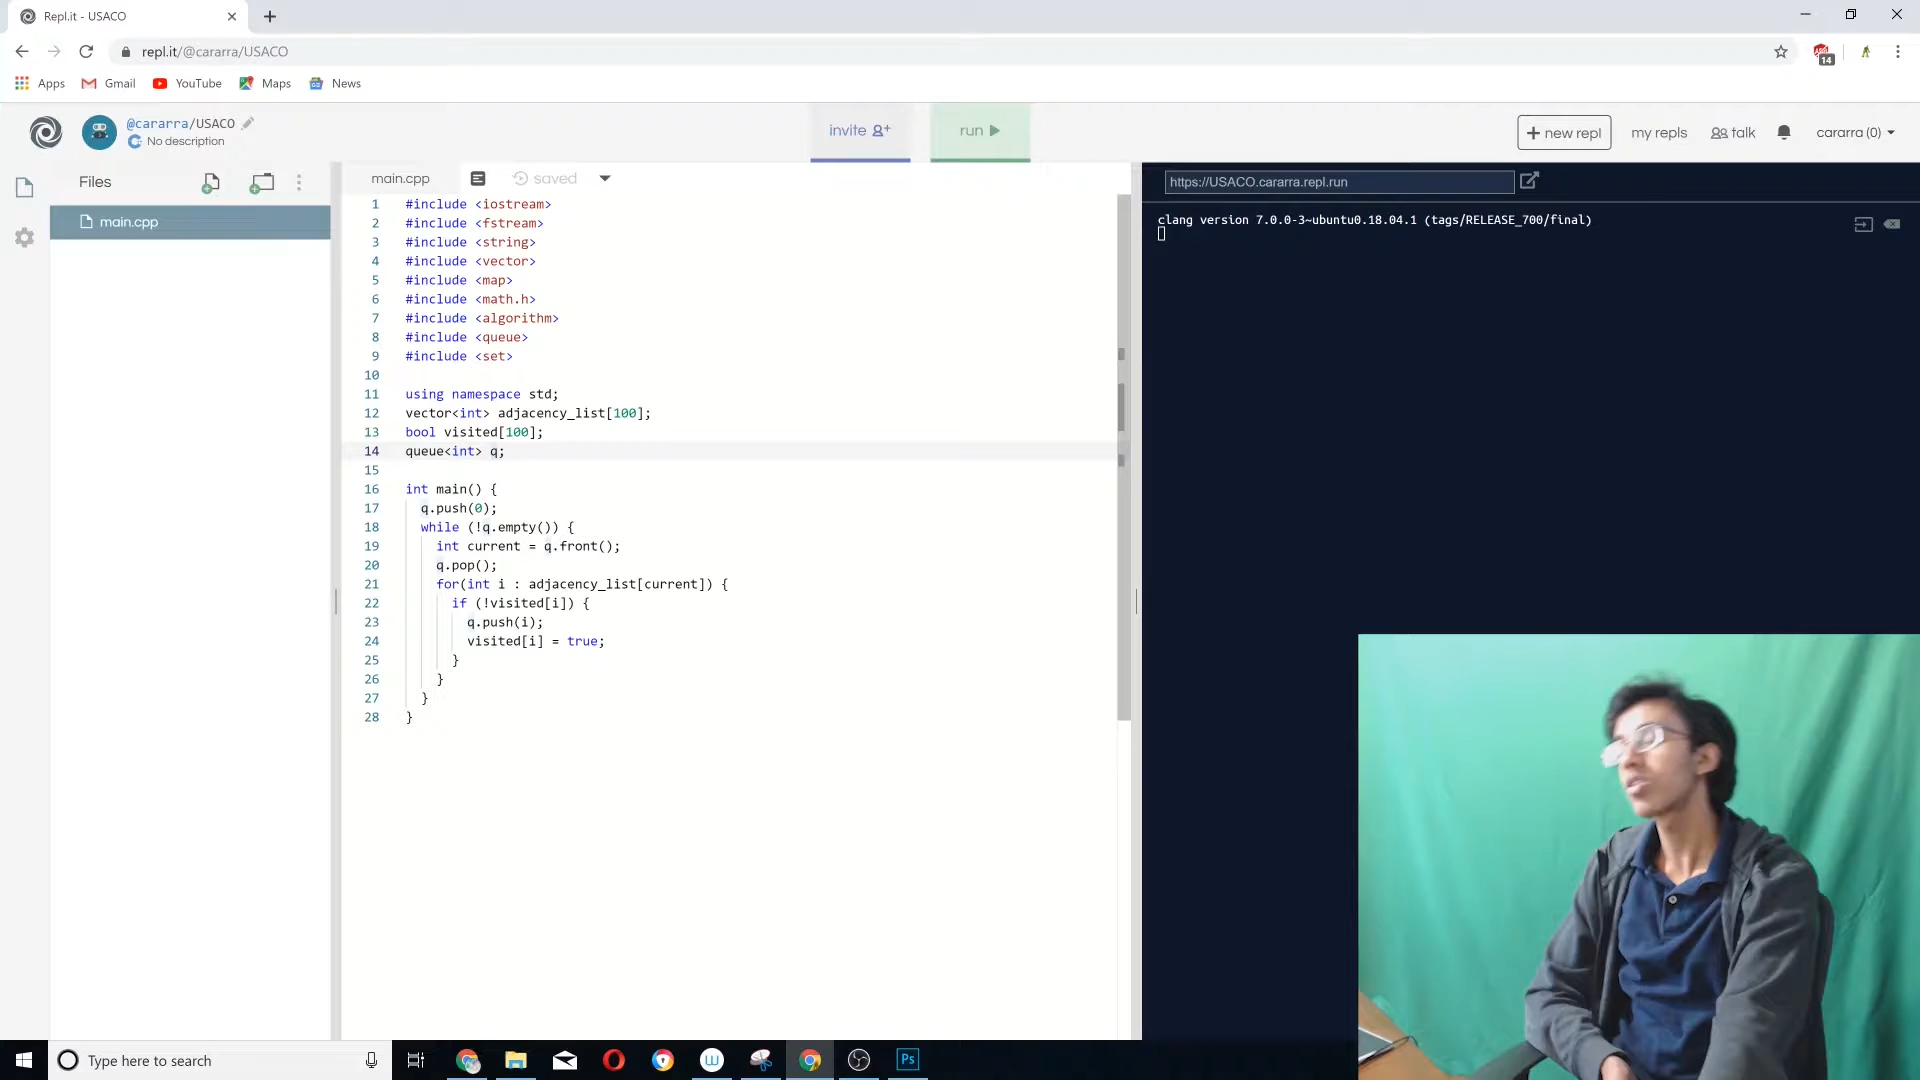 Repl.it - USACO
repl.it/@cararra/USACO
14
Apps Gmail YouTube Maps News
@cararra/USACO
No description
invite
run
+ new repl
my repls
talk
cararra (0)
Files
main.cpp
main.cpp
saved
1 #include <iostream>
2 #include <fstream>
3 #include <string>
4 #include <vector>
5 #include <map>
6 #include <math.h>
7 #include <algorithm>
8 #include <queue>
9 #include <set>
10
11 using namespace std;
12 vector<int> adjacency_list[100];
13 bool visited[100];
14 queue<int> q;
15
16 int main() {
17 q.push(0);
18 while (!q.empty()) {
19 int current = q.front();
20 q.pop();
21 for(int i : adjacency_list[current]) {
22 if (!visited[i]) {
23 q.push(i);
24 visited[i] = true;
25 }
26 }
27 }
28 }
https://USACO.cararra.repl.run
clang version 7.0.0-3~ubuntu0.18.04.1 (tags/RELEASE_700/final)
Type here to search
Ps